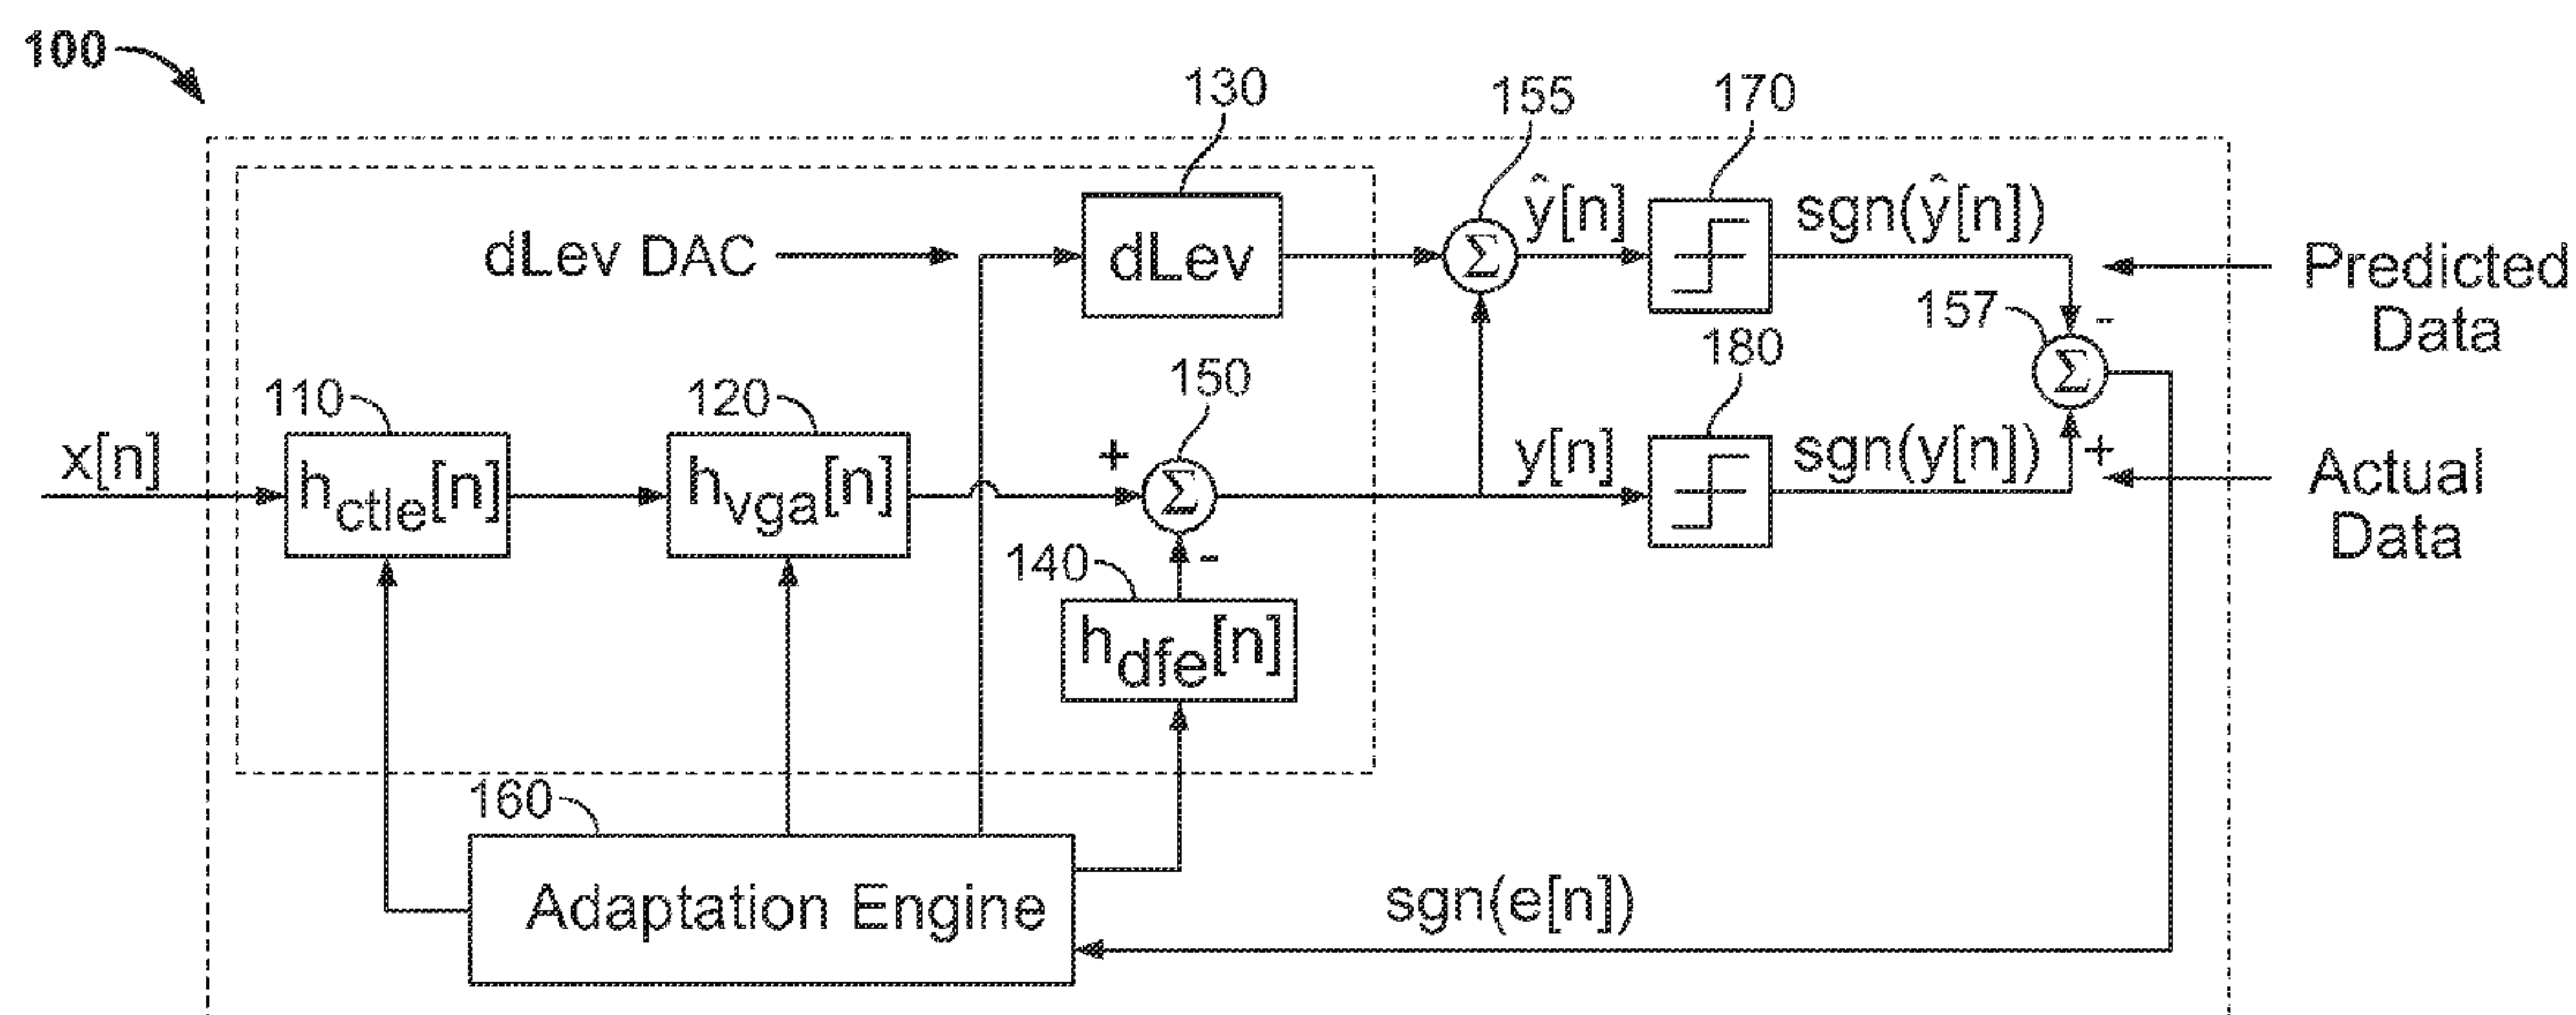 100
130
155
170
dLev DAC
dLev
Σ
ŷ[n]
sgn(ŷ[n])
Predicted
Data
157
-
Σ
110
120
150
180
x[n]
h_ctle[n]
h_vga[n]
+
Σ
y[n]
sgn(y[n])
+
Actual
Data
140
-
h_dfe[n]
160
Adaptation Engine
sgn(e[n])